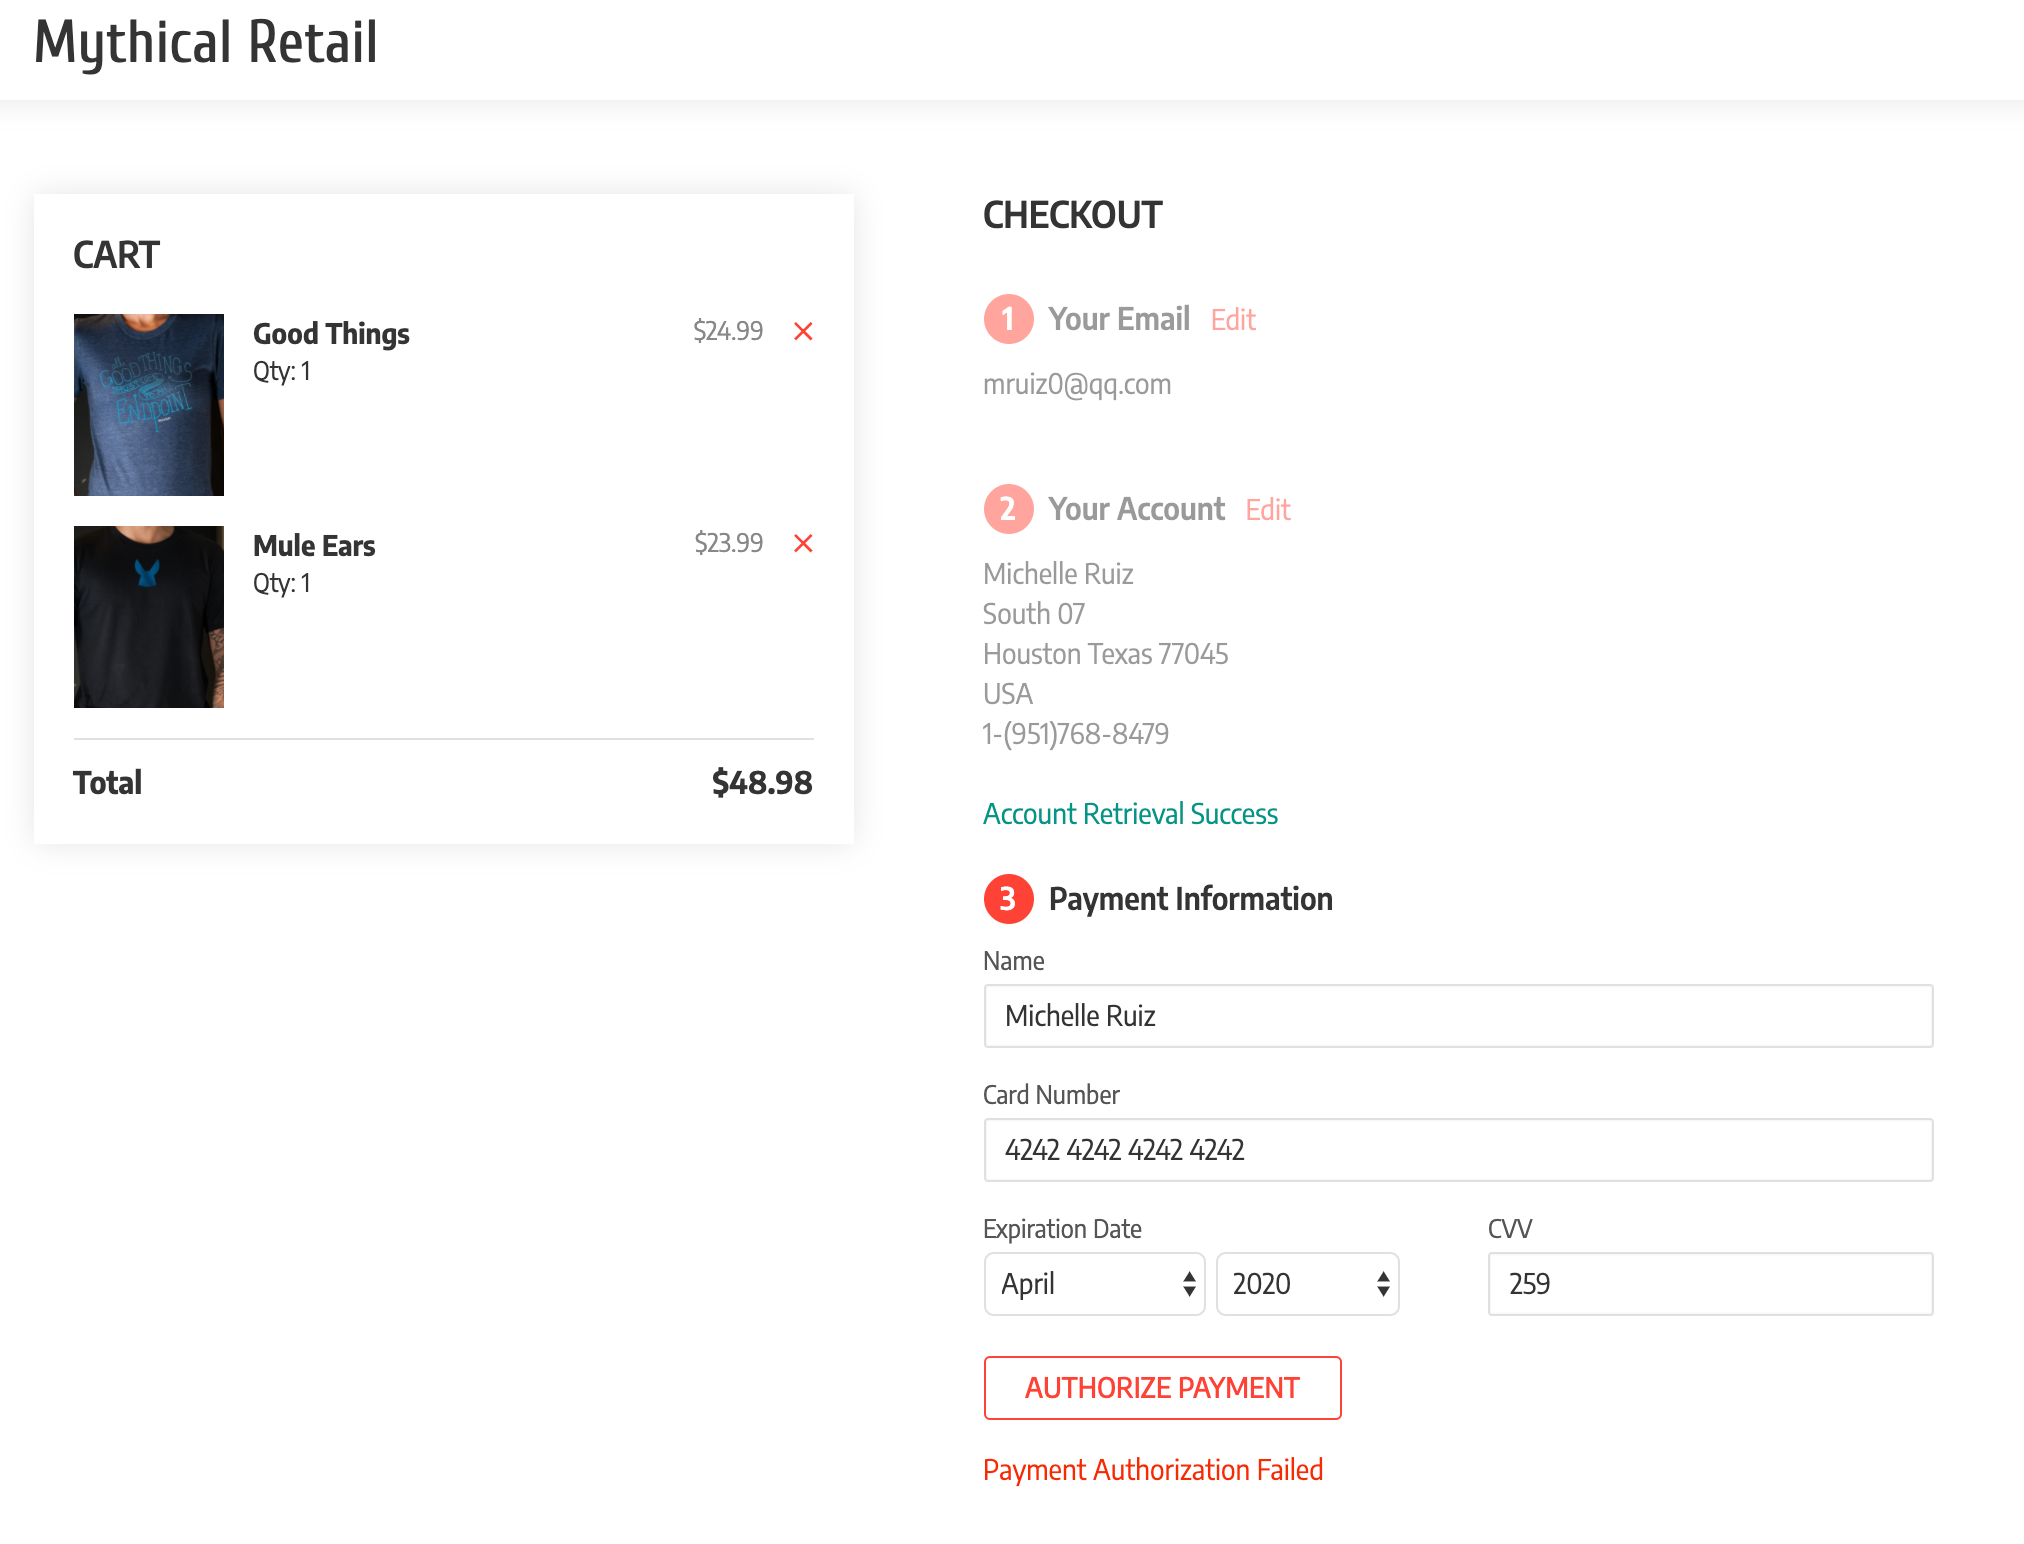 Mythical Retail
CART
GOOD THINGS
ENDPOINT
Good Things
$24.99
Qty: 1
Mule Ears
$23.99
Qty: 1
Total
$48.98
CHECKOUT
1 Your Email Edit
mruiz0@qq.com
2 Your Account Edit
Michelle Ruiz
South 07
Houston Texas 77045
USA
1-(951)768-8479
Account Retrieval Success
3 Payment Information
Name
Michelle Ruiz
Card Number
4242 4242 4242 4242
Expiration Date
CVV
April
2020
259
AUTHORIZE PAYMENT
Payment Authorization Failed